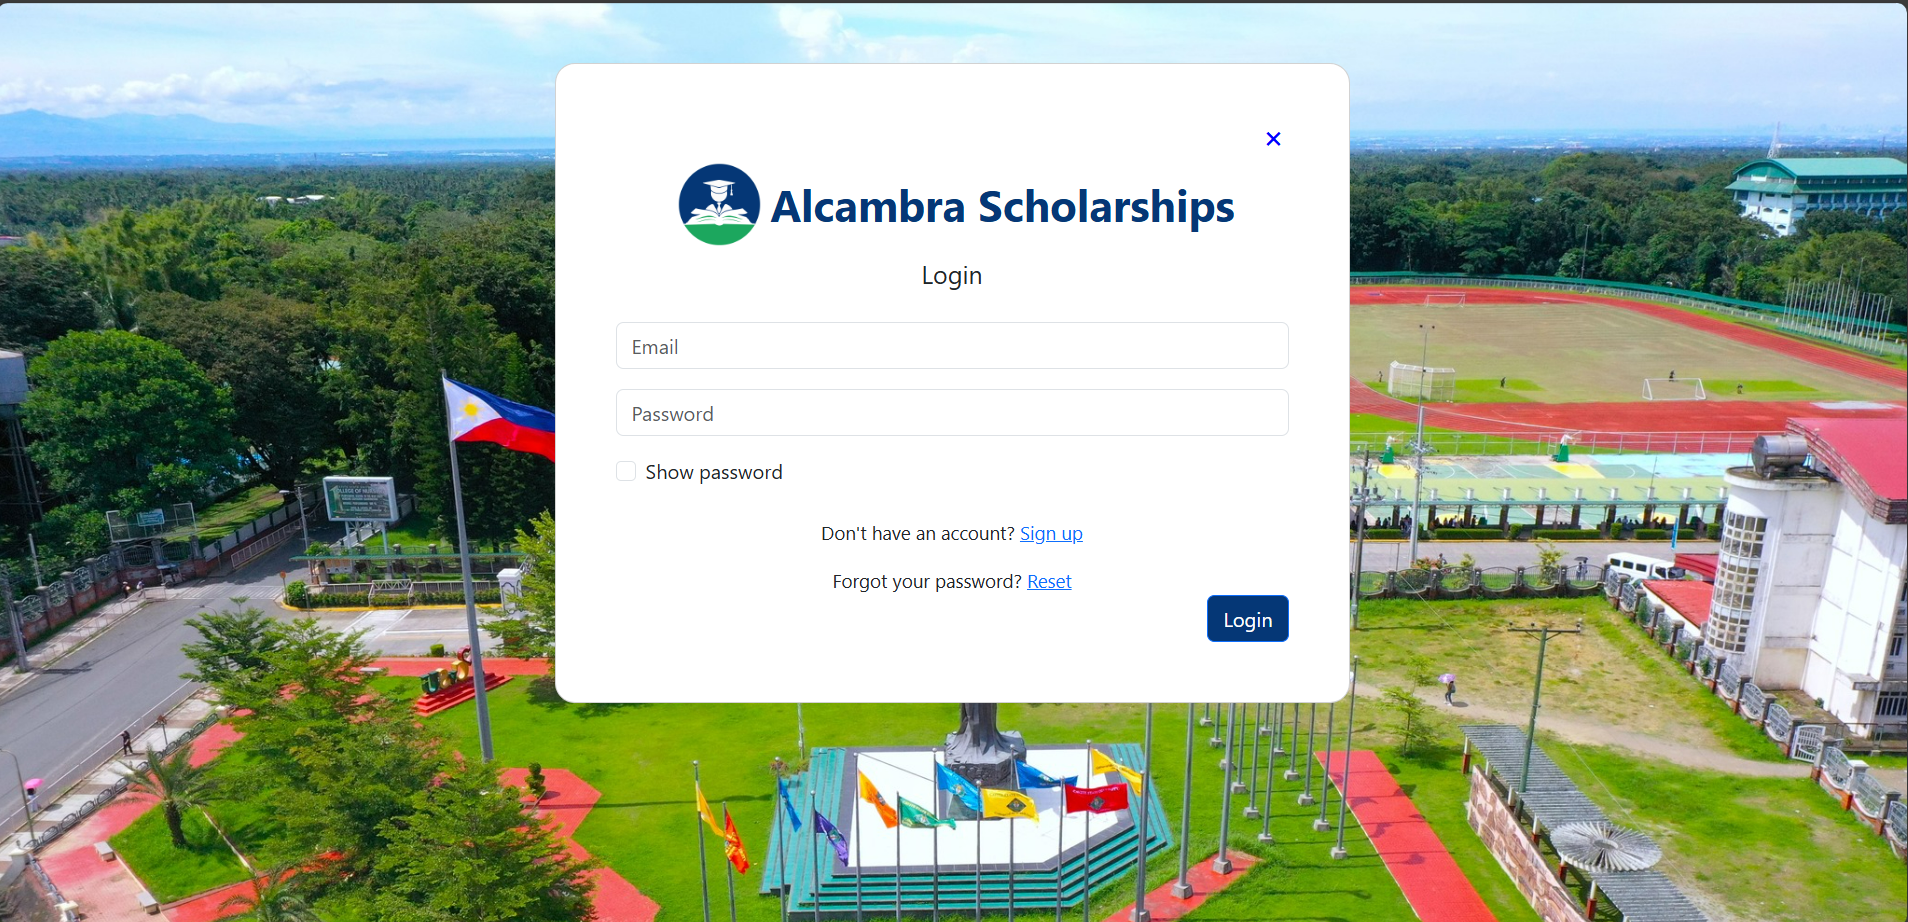 ×
Alcambra Scholarships
Login
Email
Password
Show password
Don't have an account? Sign up
Forgot your password? Reset
Login